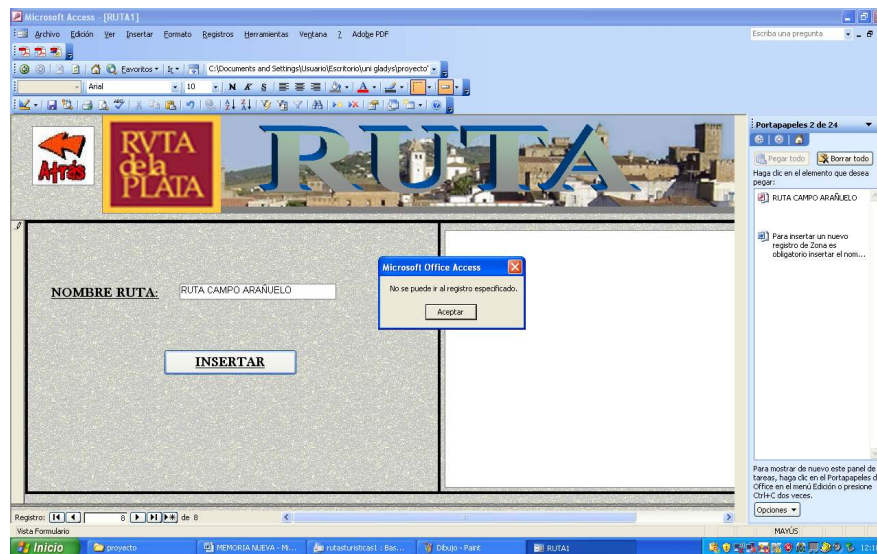 Microsoft Access - [RUTA1]
Archivo Edición Ver Insertar Formato Registros Herramientas Ventana ? Adobe PDF
Escriba una pregunta
Favoritos Ir C:\Documents and Settings\Usuario\Escritorio\uni gladys\proyecto
Arial 10 N K S
Atrás
RVTA
de la
PLATA
RUTA
NOMBRE RUTA: RUTA CAMPO ARAÑUELO
INSERTAR
Microsoft Office Access
No se puede ir al registro especificado.
Aceptar
Portapapeles 2 de 24
Pegar todo Borrar todo
Haga clic en el elemento que desea
pegar:
RUTA CAMPO ARAÑUELO
Para insertar un nuevo
registro de Zona es
obligatorio insertar el nom...
Para mostrar de nuevo este panel de
tareas, haga clic en el Portapapeles d
Office en el menú Edición o presione
Ctrl+C dos veces.
Opciones
Registro: 8 de 8
Vista Formulario
MAYÚS
Inicio proyecto MEMORIA NUEVA - Mi... rutasturisticas1 : Bas... Dibujo - Paint RUTA1